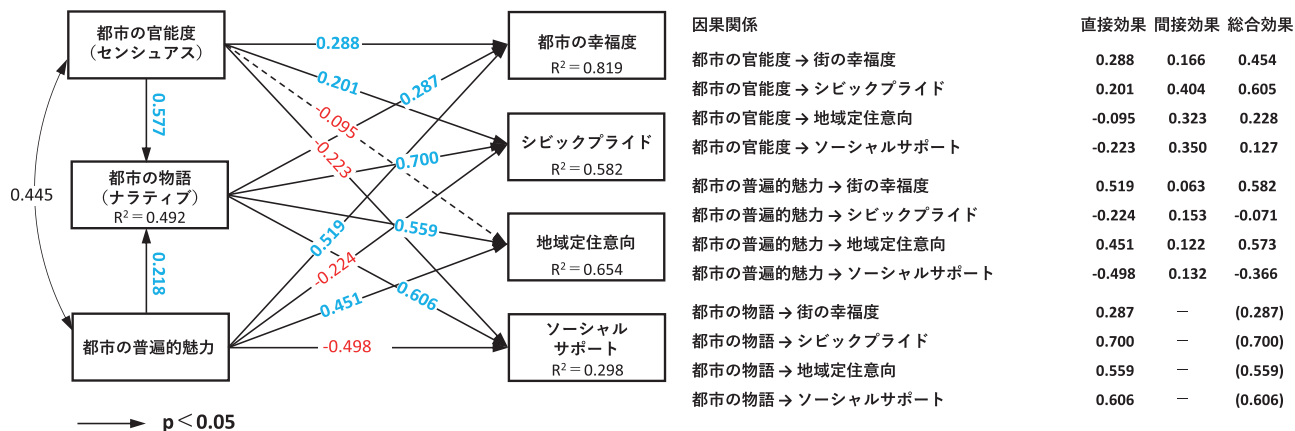 都市の官能度
（センシュアス）
0.577
都市の物語
（ナラティブ）
R²＝0.492
0.445
0.218
都市の普遍的魅力
0.288
0.201
0.287
-0.095
-0.223
0.700
0.559
0.519
-0.224
0.606
0.451
-0.498
都市の幸福度
R²＝0.819
シビックプライド
R²＝0.582
地域定住意向
R²＝0.654
ソーシャル
サポート
R²＝0.298
p＜0.05
因果関係 直接効果 間接効果 総合効果
都市の官能度→街の幸福度 0.288 0.166 0.454
都市の官能度→シビックプライド 0.201 0.404 0.605
都市の官能度→地域定住意向 -0.095 0.323 0.228
都市の官能度→ソーシャルサポート -0.223 0.350 0.127
都市の普遍的魅力→街の幸福度 0.519 0.063 0.582
都市の普遍的魅力→シビックプライド -0.224 0.153 -0.071
都市の普遍的魅力→地域定住意向 0.451 0.122 0.573
都市の普遍的魅力→ソーシャルサポート -0.498 0.132 -0.366
都市の物語→街の幸福度 0.287 － (0.287)
都市の物語→シビックプライド 0.700 － (0.700)
都市の物語→地域定住意向 0.559 － (0.559)
都市の物語→ソーシャルサポート 0.606 － (0.606)